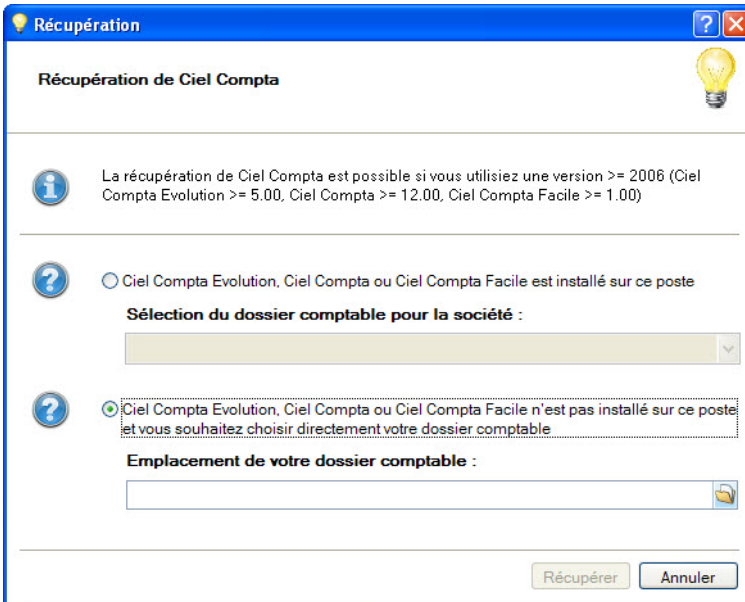 Récupération
Récupération de Ciel Compta
La récupération de Ciel Compta est possible si vous utilisiez une version >= 2006 (Ciel
Compta Evolution >= 5.00, Ciel Compta >= 12.00, Ciel Compta Facile >= 1.00)
Ciel Compta Evolution, Ciel Compta ou Ciel Compta Facile est installé sur ce poste
Sélection du dossier comptable pour la société :
Ciel Compta Evolution, Ciel Compta ou Ciel Compta Facile n'est pas installé sur ce poste
et vous souhaitez choisir directement votre dossier comptable
Emplacement de votre dossier comptable :
Récupérer Annuler